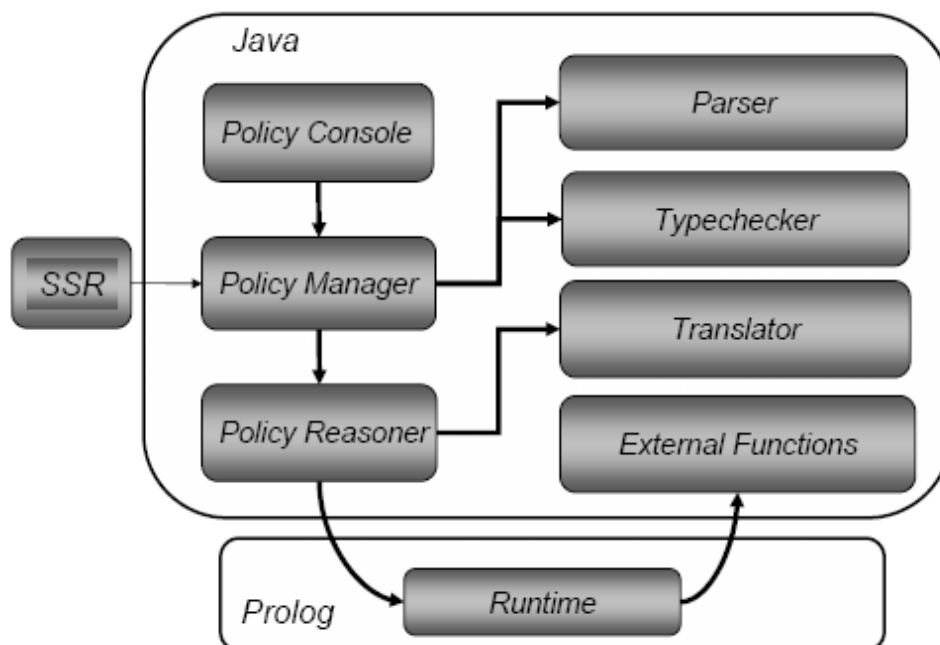 Java
Policy Console
Parser
Typechecker
SSR
Policy Manager
Translator
Policy Reasoner
External Functions
Prolog
Runtime